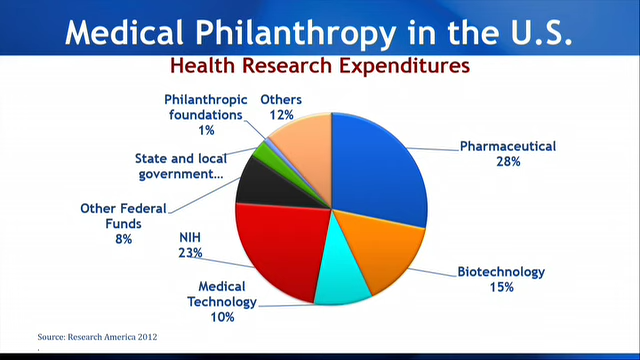 Medical Philanthropy in the U.S.
Health Research Expenditures
Philanthropic
foundations
1%
Others
12%
Pharmaceutical
28%
State and local
government...
Other Federal
Funds
8%
NIH
23%
Biotechnology
15%
Medical
Technology
10%
Source: Research America 2012
.